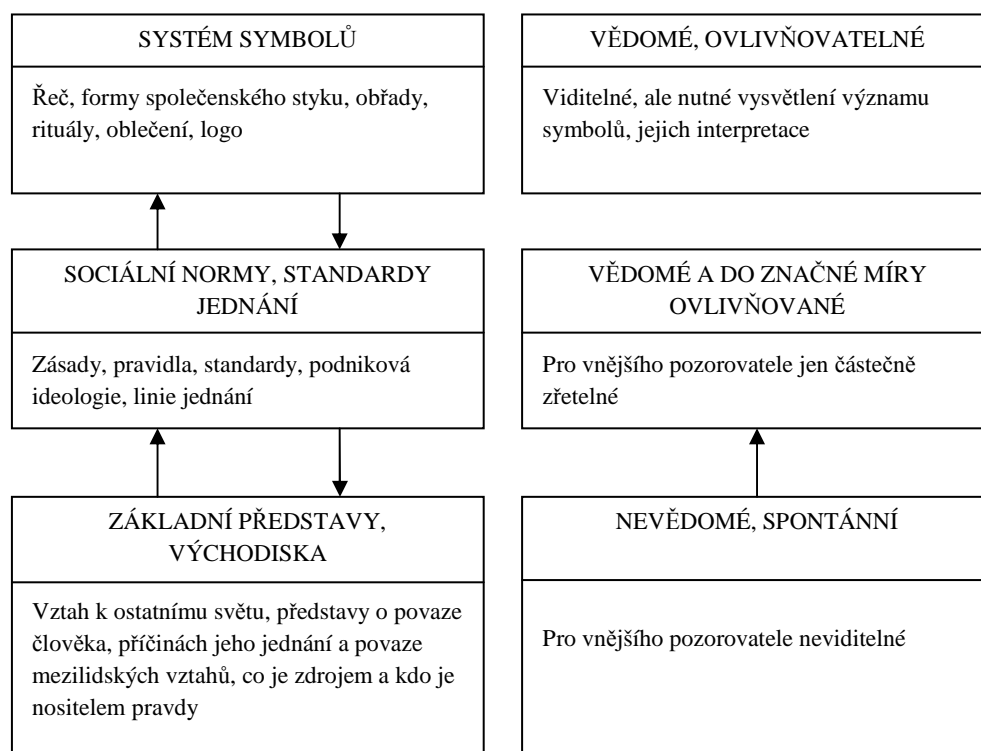 SYSTÉM SYMBOLŮ
Řeč, formy společenského styku, obřady,
rituály, oblečení, logo
VĚDOMÉ, OVLIVŇOVATELNÉ
Viditelné, ale nutné vysvětlení významu
symbolů, jejich interpretace
SOCIÁLNÍ NORMY, STANDARDY
JEDNÁNÍ
Zásady, pravidla, standardy, podniková
ideologie, linie jednání
VĚDOMÉ A DO ZNAČNÉ MÍRY
OVLIVŇOVANÉ
Pro vnějšího pozorovatele jen částečně
zřetelné
ZÁKLADNÍ PŘEDSTAVY,
VÝCHODISKA
Vztah k ostatnímu světu, představy o povaze
člověka, příčinách jeho jednání a povaze
mezilidských vztahů, co je zdrojem a kdo je
nositelem pravdy
NEVĚDOMÉ, SPONTÁNNÍ
Pro vnějšího pozorovatele neviditelné